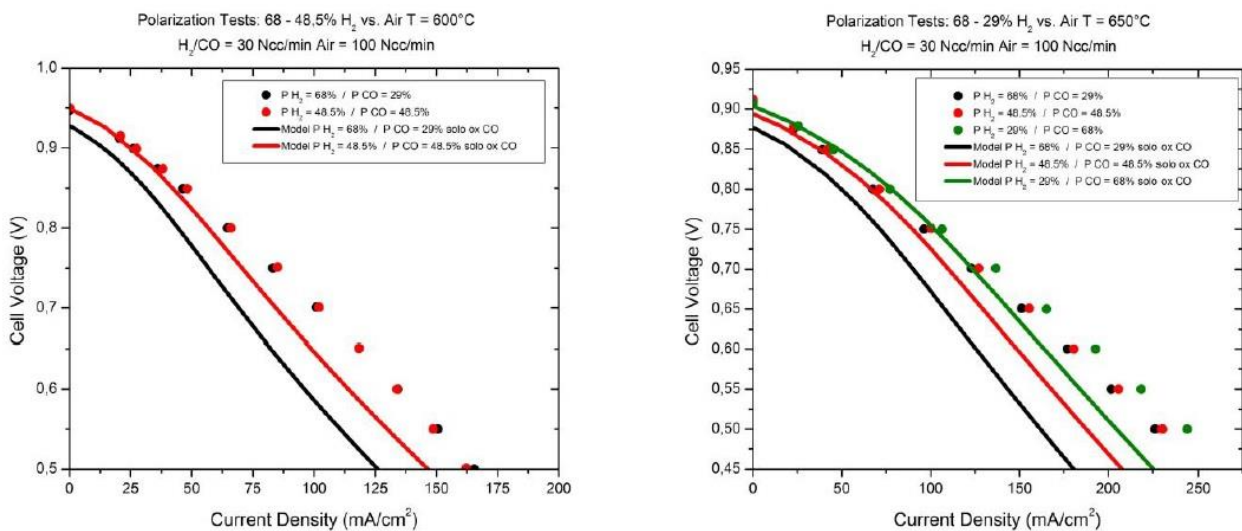 Polarization Tests: 68 - 48,5% H₂ vs. Air T = 600°C
H₂/CO = 30 Ncc/min Air = 100 Ncc/min
1,0
0,9
0,8
0,7
0,6
0,5
Cell Voltage (V)
P H₂ = 68% / P CO = 29%
P H₂ = 48.5% / P CO = 48,5%
Model P H₂ = 68% / P CO = 29% solo ox CO
Model P H₂ = 48.5% / P CO = 48.5% solo ox CO
0 25 50 75 100 125 150 175 200
Current Density (mA/cm²)
Polarization Tests: 68 - 29% H₂ vs. Air T = 650°C
H₂/CO = 30 Ncc/min Air = 100 Ncc/min
0,95
0,90
0,85
0,80
0,75
0,70
0,65
0,60
0,55
0,50
0,45
Cell Voltage (V)
P H₂ = 68% / P CO = 29%
P H₂ = 48,5% / P CO = 48,5%
P H₂ = 29% / P CO = 68%
Model P H₂ = 68% / P CO = 29% solo ox CO
Model P H₂ = 48.5% / P CO = 48.5% solo ox CO
Model P H₂ = 29% / P CO = 68% solo ox CO
0 25 50 75 100 125 150 175 200 225 250
Current Density (mA/cm²)